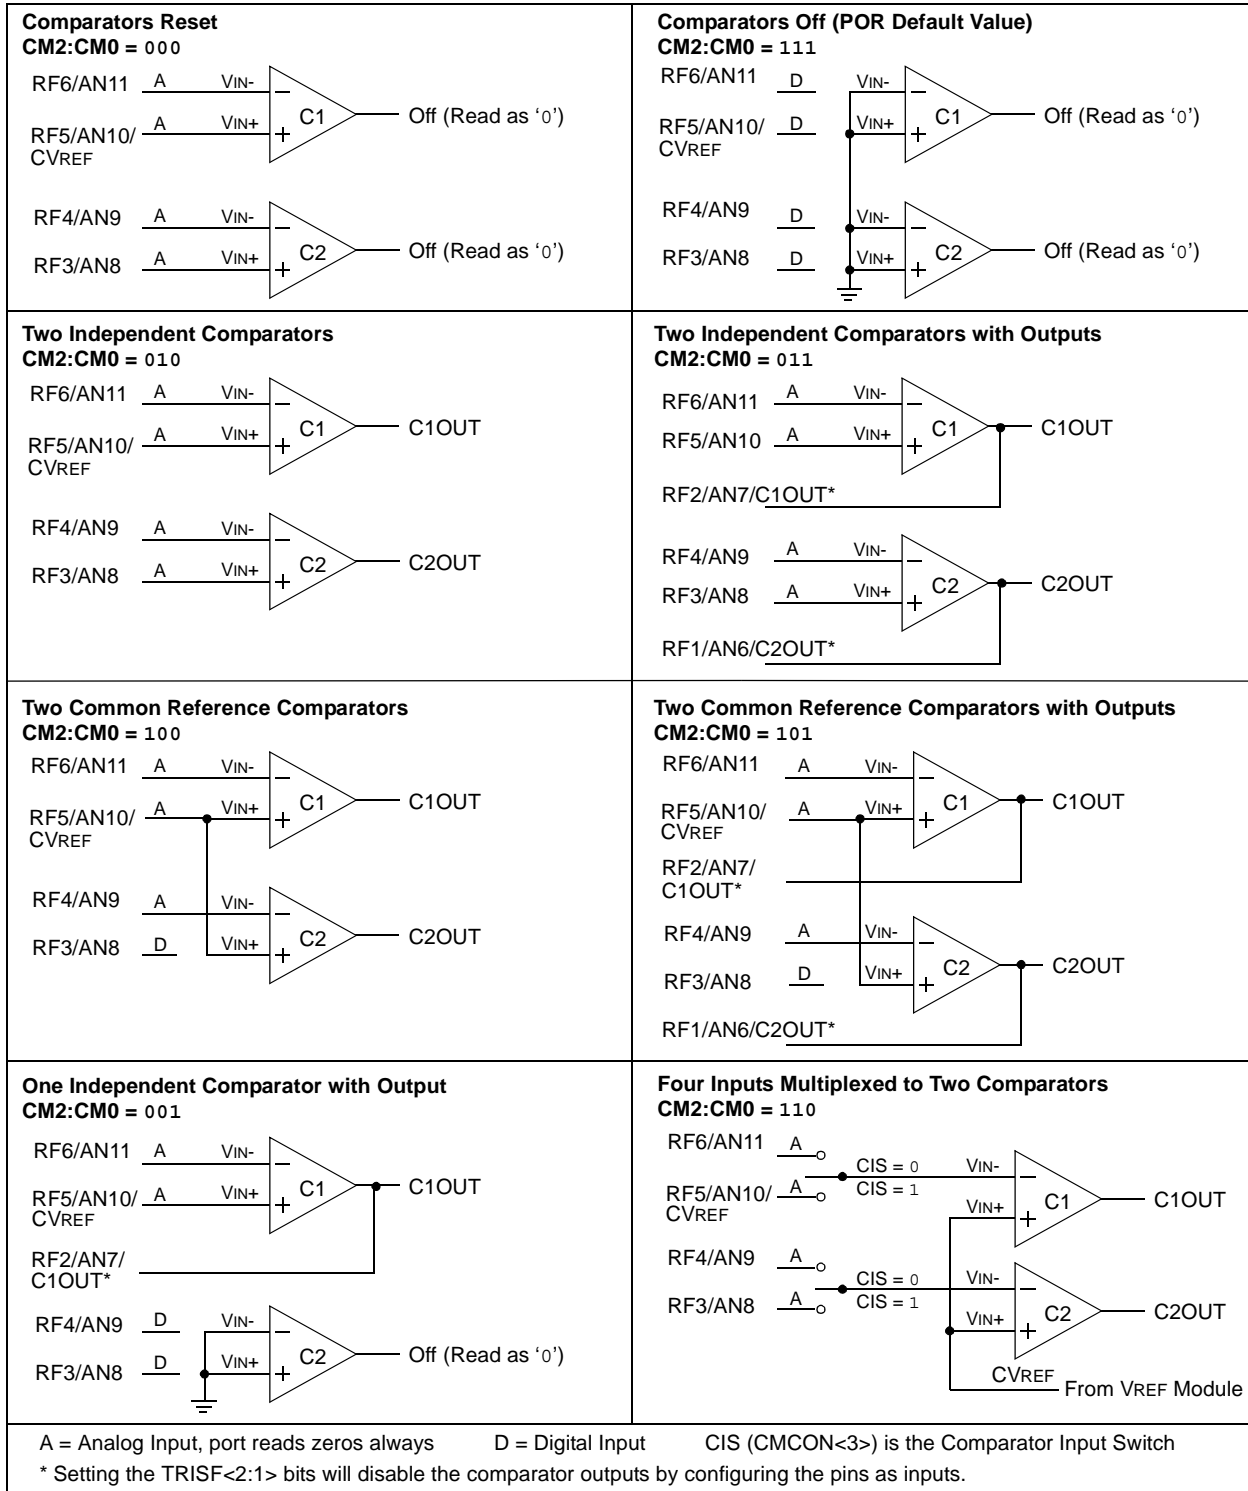 Comparators Reset
CM2:CM0 = 000
RF6/AN11 A VIN-
C1 Off (Read as ‘0’)
RF5/AN10/ A VIN+
CVREF
RF4/AN9 A VIN-
C2 Off (Read as ‘0’)
RF3/AN8 A VIN+
Comparators Off (POR Default Value)
CM2:CM0 = 111
RF6/AN11 D VIN-
C1 Off (Read as ‘0’)
RF5/AN10/ D VIN+
CVREF
RF4/AN9 D VIN-
C2 Off (Read as ‘0’)
RF3/AN8 D VIN+
Two Independent Comparators
CM2:CM0 = 010
RF6/AN11 A VIN-
C1 C1OUT
RF5/AN10/ A VIN+
CVREF
RF4/AN9 A VIN-
C2 C2OUT
RF3/AN8 A VIN+
Two Independent Comparators with Outputs
CM2:CM0 = 011
RF6/AN11 A VIN-
C1 C1OUT
RF5/AN10 A VIN+
RF2/AN7/C1OUT*
RF4/AN9 A VIN-
C2 C2OUT
RF3/AN8 A VIN+
RF1/AN6/C2OUT*
Two Common Reference Comparators
CM2:CM0 = 100
RF6/AN11 A VIN-
C1 C1OUT
RF5/AN10/ A VIN+
CVREF
RF4/AN9 A VIN-
C2 C2OUT
RF3/AN8 D VIN+
Two Common Reference Comparators with Outputs
CM2:CM0 = 101
RF6/AN11 A VIN-
C1 C1OUT
RF5/AN10/ A VIN+
CVREF
RF2/AN7/
C1OUT*
RF4/AN9 A VIN-
C2 C2OUT
RF3/AN8 D VIN+
RF1/AN6/C2OUT*
One Independent Comparator with Output
CM2:CM0 = 001
RF6/AN11 A VIN-
C1 C1OUT
RF5/AN10/ A VIN+
CVREF
RF2/AN7/
C1OUT*
RF4/AN9 D VIN-
C2 Off (Read as ‘0’)
RF3/AN8 D VIN+
Four Inputs Multiplexed to Two Comparators
CM2:CM0 = 110
RF6/AN11 A
CIS = 0 VIN-
RF5/AN10/ A CIS = 1
CVREF
VIN+ C1 C1OUT
RF4/AN9 A
CIS = 0 VIN-
RF3/AN8 A CIS = 1
VIN+ C2 C2OUT
CVREF
From VREF Module
A = Analog Input, port reads zeros always D = Digital Input CIS (CMCON<3>) is the Comparator Input Switch
* Setting the TRISF<2:1> bits will disable the comparator outputs by configuring the pins as inputs.